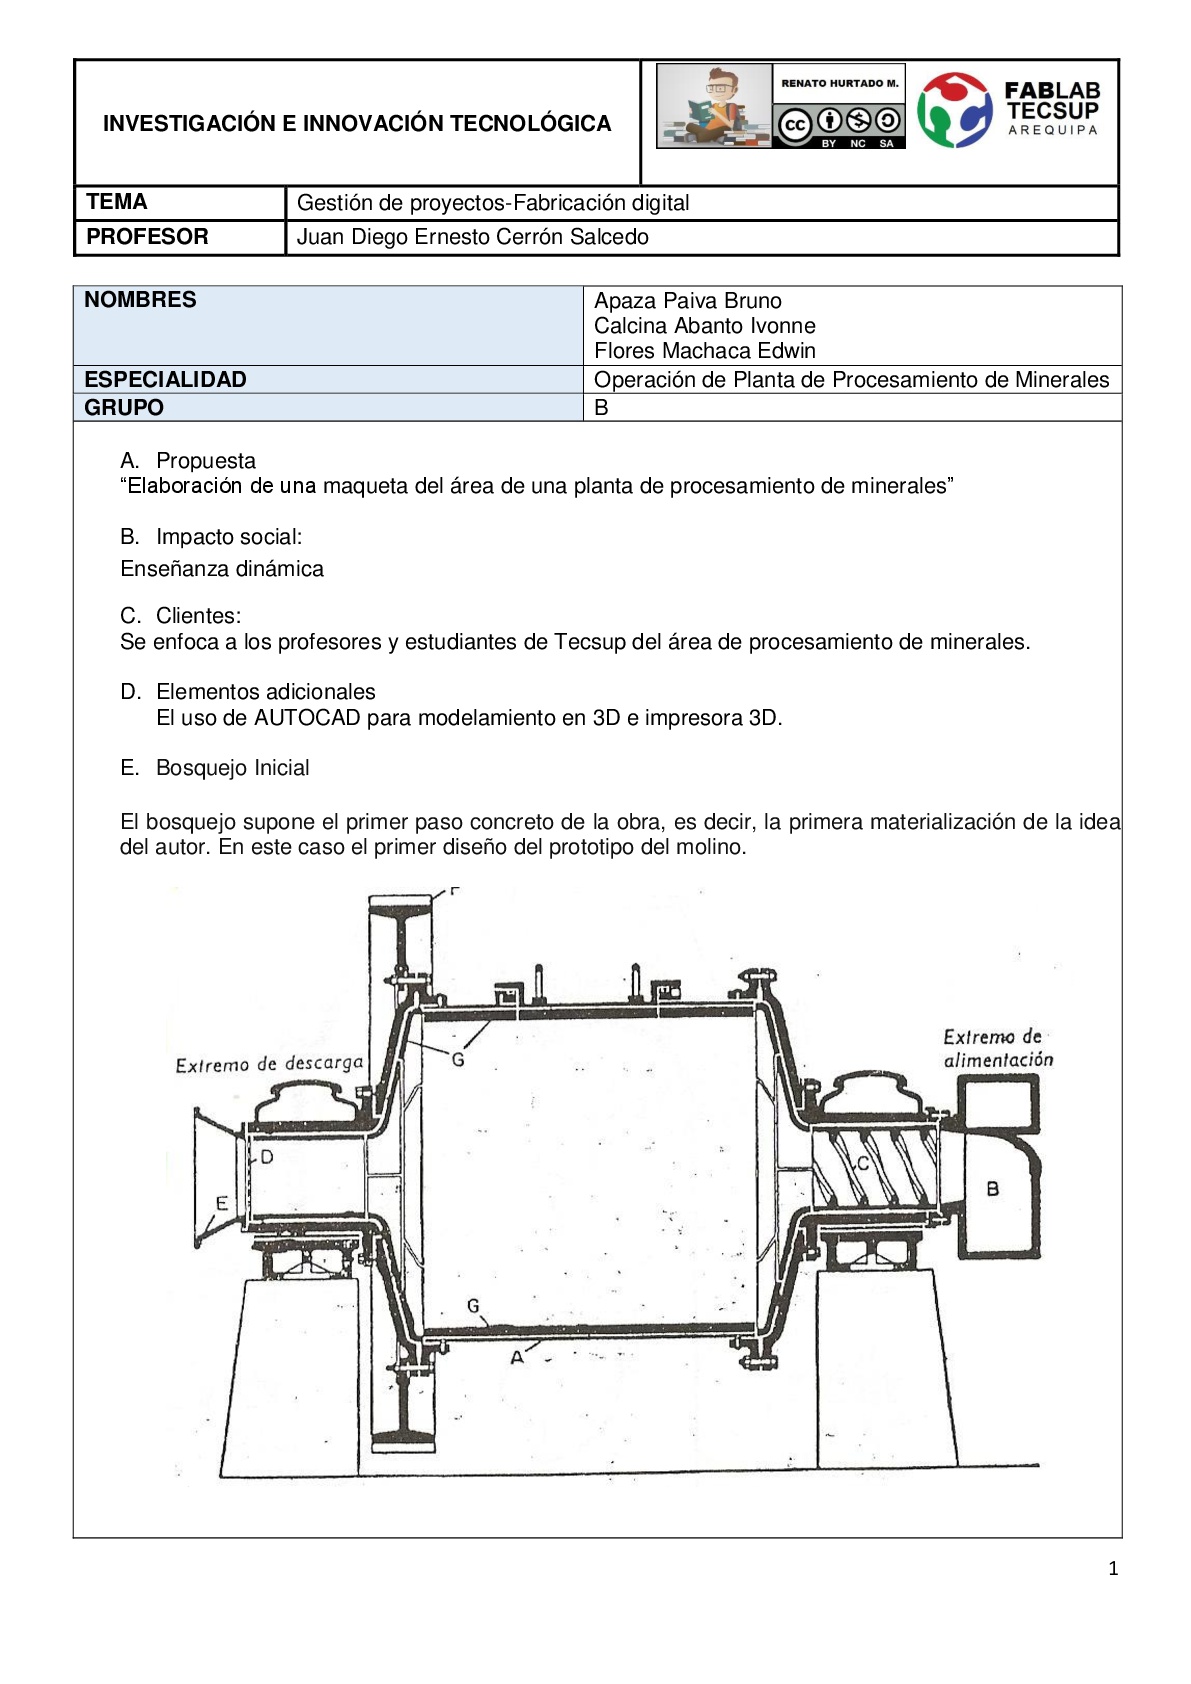 INVESTIGACIÓN E INNOVACIÓN TECNOLÓGICA
RENATO HURTADO M.
CC
BY NC SA
FABLAB
TECSUP
AREQUIPA
TEMA
Gestión de proyectos-Fabricación digital
PROFESOR
Juan Diego Ernesto Cerrón Salcedo
NOMBRES
Apaza Paiva Bruno
Calcina Abanto Ivonne
Flores Machaca Edwin
ESPECIALIDAD
Operación de Planta de Procesamiento de Minerales
GRUPO
B
A. Propuesta
“Elaboración de una maqueta del área de una planta de procesamiento de minerales”
B. Impacto social:
Enseñanza dinámica
C. Clientes:
Se enfoca a los profesores y estudiantes de Tecsup del área de procesamiento de minerales.
D. Elementos adicionales
El uso de AUTOCAD para modelamiento en 3D e impresora 3D.
E. Bosquejo Inicial
El bosquejo supone el primer paso concreto de la obra, es decir, la primera materialización de la idea
del autor. En este caso el primer diseño del prototipo del molino.
Extremo de descarga
G
Extremo de
alimentación
D
E
C
B
G
A
1